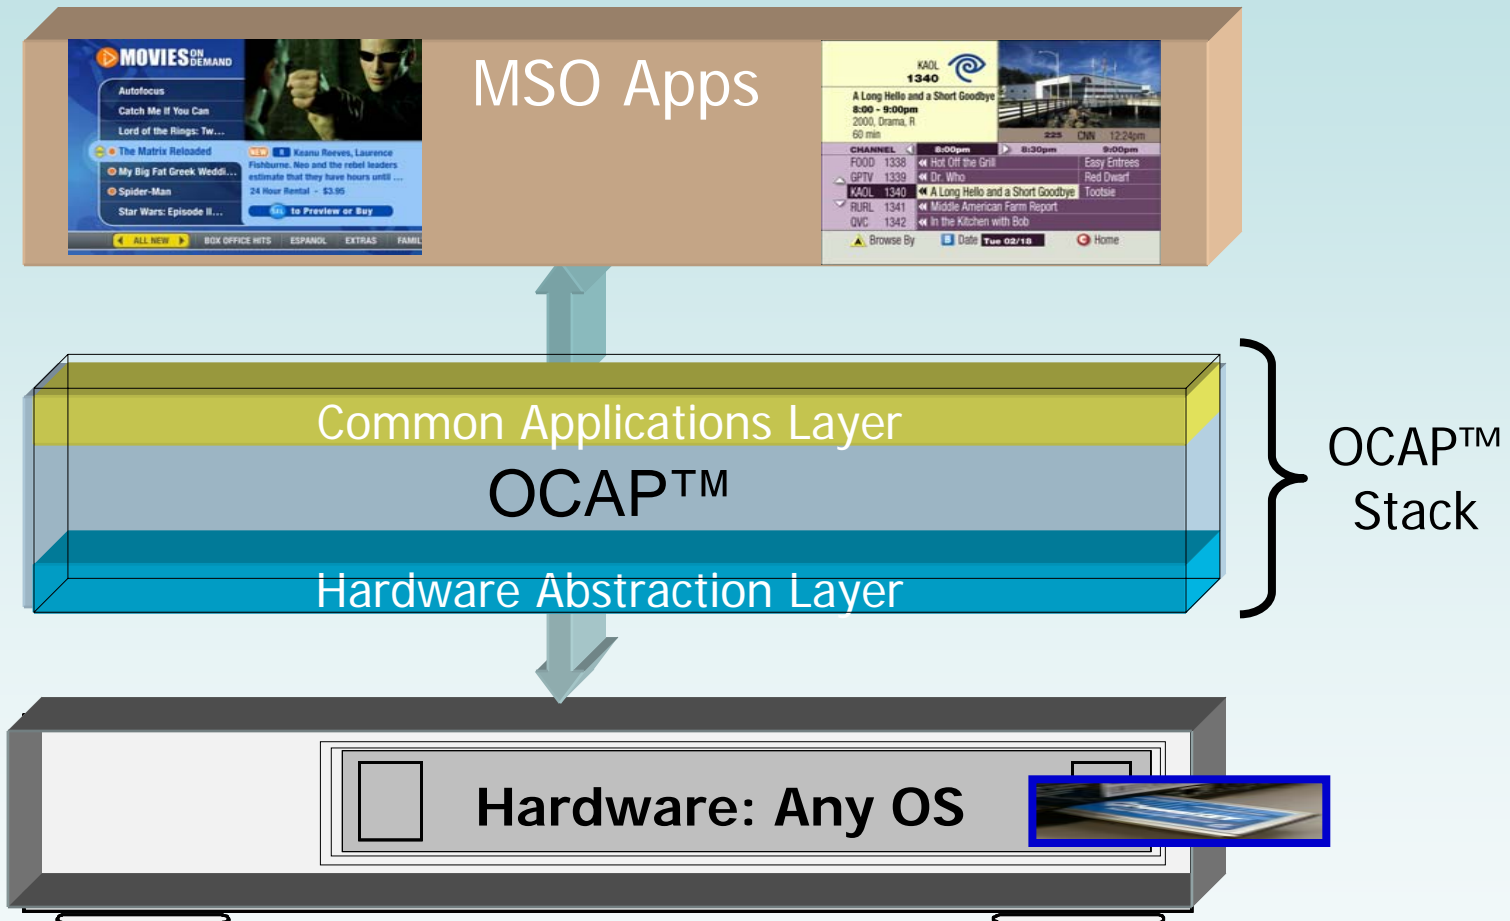 MOVIES ON DEMAND
Autofocus
Catch Me If You Can
Lord of the Rings: Tw...
The Matrix Reloaded
My Big Fat Greek Weddi...
Spider-Man
Star Wars: Episode II...
NEW R Keanu Reeves, Laurence
Fishburne. Neo and the rebel leaders
estimate that they have hours until ...
24 Hour Rental - $3.95
SEL to Preview or Buy
ALL NEW BOX OFFICE HITS ESPANOL EXTRAS FAMIL
MSO Apps
KAOL
1340
A Long Hello and a Short Goodbye
8:00 - 9:00pm
2000, Drama, R
60 min
225 CNN 12:24pm
CHANNEL 8:00pm 8:30pm 9:00pm
FOOD 1338 Hot Off the Grill Easy Entrees
GPTV 1339 Dr. Who Red Dwarf
KAOL 1340 A Long Hello and a Short Goodbye Tootsie
RURL 1341 Middle American Farm Report
QVC 1342 In the Kitchen with Bob
A Browse By B Date Tue 02/18 C Home
Common Applications Layer
OCAP™
Hardware Abstraction Layer
OCAP™
Stack
Hardware: Any OS